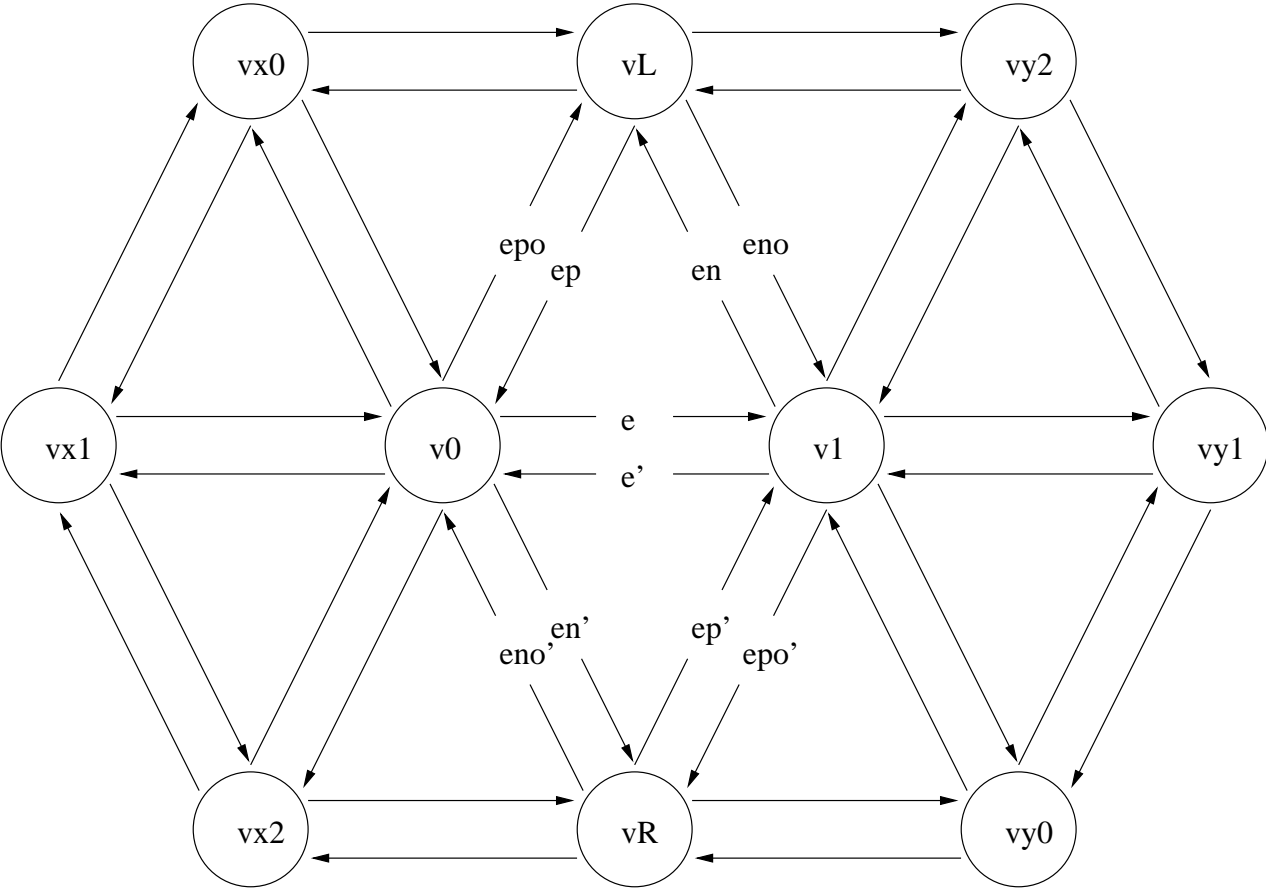 vx0 vL vy2
epo eno
ep en
e
vx1 v0 v1 vy1
e’
en’ ep’
eno’ epo’
vx2 vR vy0